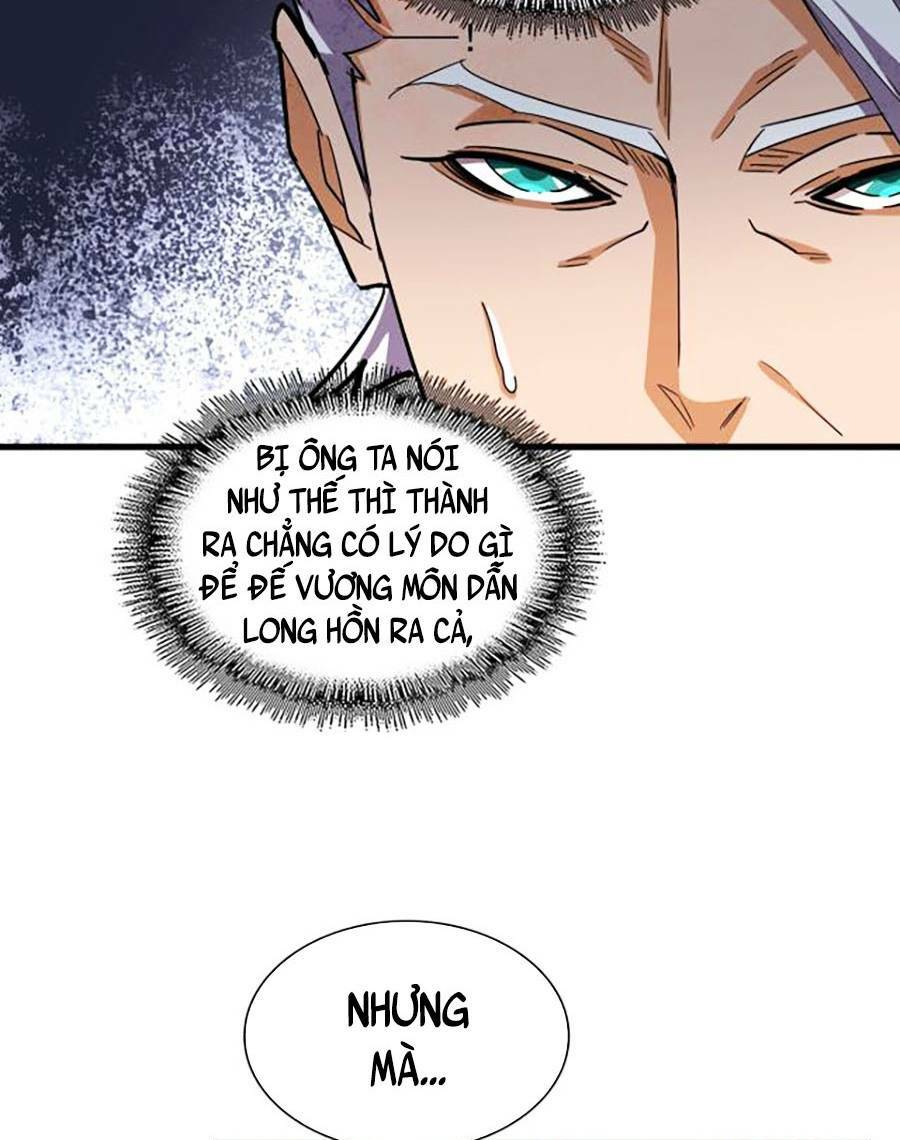 !
BỊ ÔNG TA NÓI
NHƯ THẾ THÌ THÀNH
RA CHẲNG CÓ LÝ DO GÌ
ĐỂ ĐẾ VƯƠNG MÔN DẪN
LONG HỒN RA CẢ,
NHƯNG
MÀ...